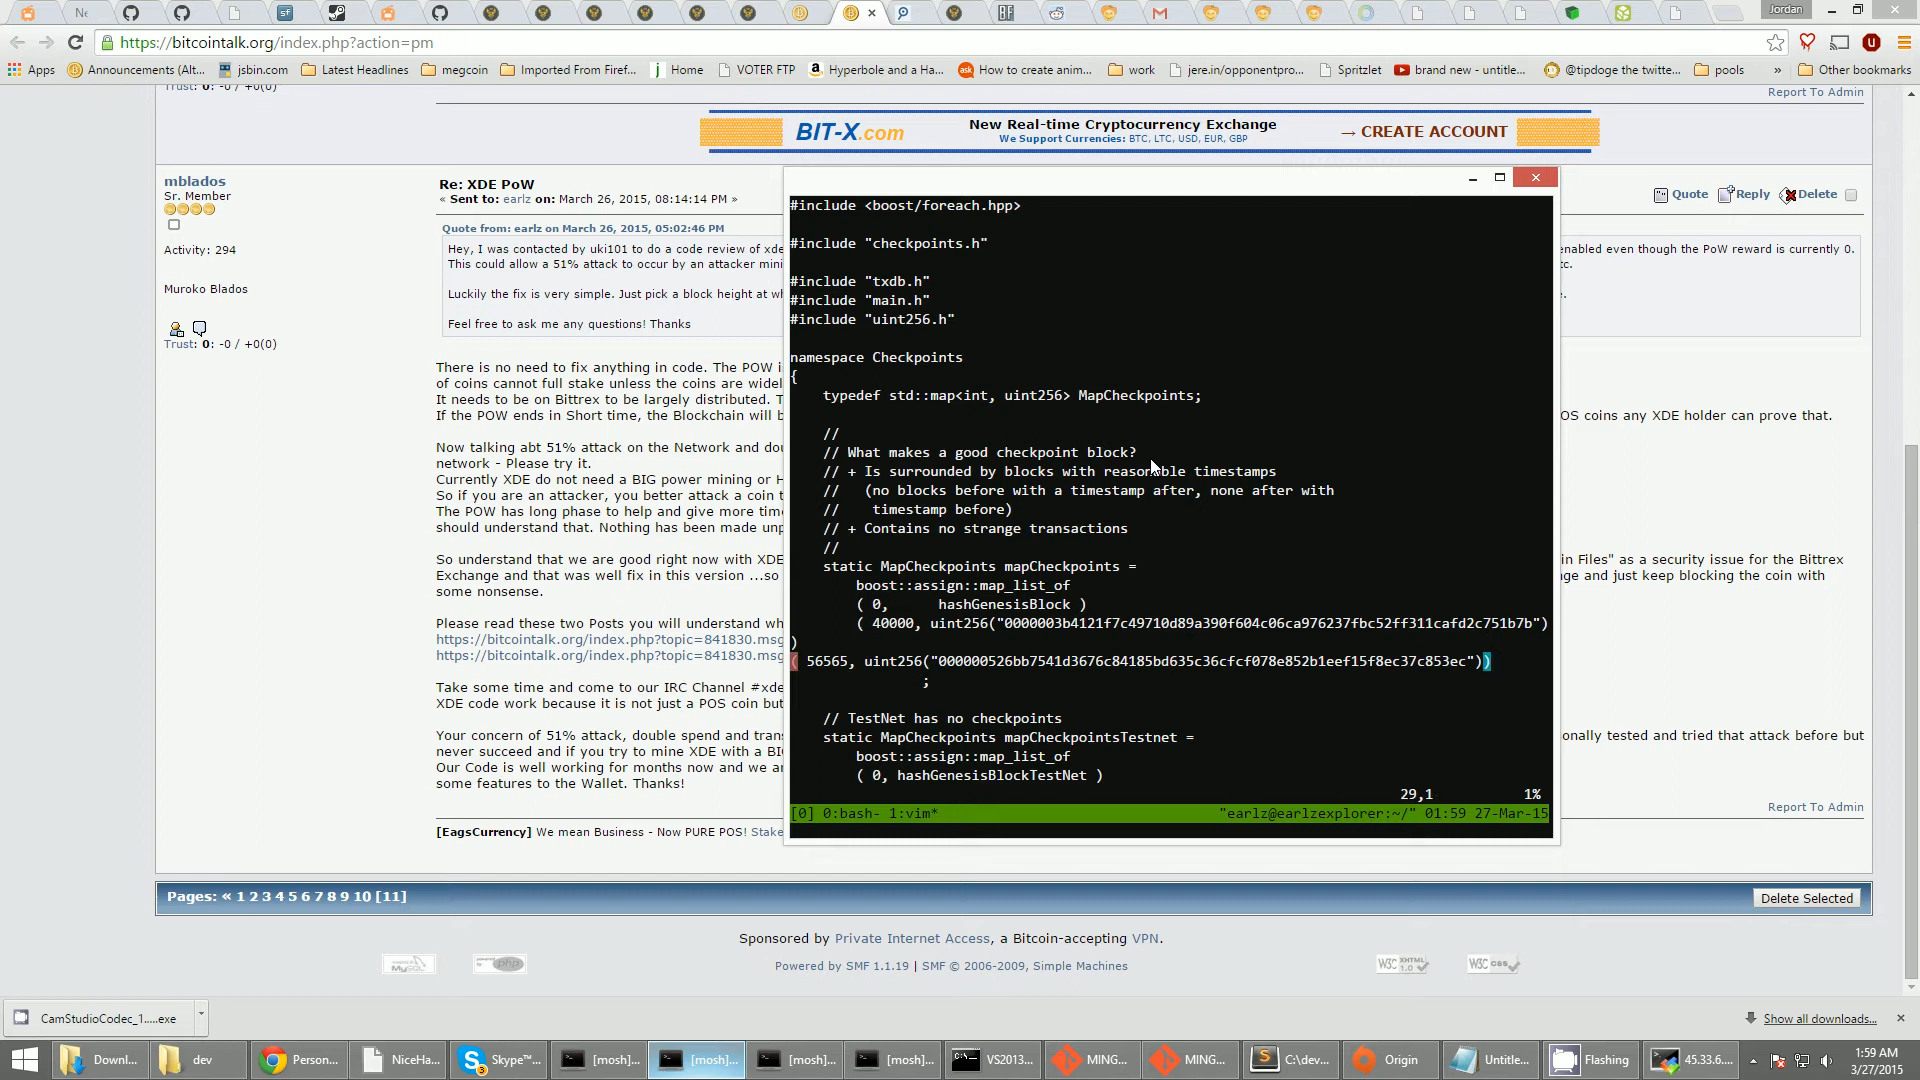 Ne
Jordan
https://bitcointalk.org/index.php?action=pm
Apps
Announcements (Alt...
jsbin.com
Latest Headlines
megcoin
Imported From Firef...
Home
VOTER FTP
Hyperbole and a Ha...
How to create anim...
work
jere.in/opponentpro...
Spritzlet
brand new - untitle...
@tipdoge the twitte...
pools
»
Other bookmarks
Trust: 0: -0 / +0(0)
Report To Admin
BIT-X.com
New Real-time Cryptocurrency Exchange
We Support Currencies: BTC, LTC, USD, EUR, GBP
→ CREATE ACCOUNT
mblados
Sr. Member
Activity: 294
Muroko Blados
Trust: 0: -0 / +0(0)
Re: XDE PoW
« Sent to: earlz on: March 26, 2015, 08:14:14 PM »
Quote
Reply
Delete
Quote from: earlz on March 26, 2015, 05:02:46 PM
Hey, I was contacted by uki101 to do a code review of xde
enabled even though the PoW reward is currently 0.
This could allow a 51% attack to occur by an attacker mini
tc.
Luckily the fix is very simple. Just pick a block height at wh
e.
Feel free to ask me any questions! Thanks
There is no need to fix anything in code. The POW i
of coins cannot full stake unless the coins are widel
It needs to be on Bittrex to be largely distributed. T
If the POW ends in Short time, the Blockchain will b
OS coins any XDE holder can prove that.
Now talking abt 51% attack on the Network and dou
network - Please try it.
Currently XDE do not need a BIG power mining or H
So if you are an attacker, you better attack a coin t
The POW has long phase to help and give more time
should understand that. Nothing has been made unp
So understand that we are good right now with XDE
in Files" as a security issue for the Bittrex
Exchange and that was well fix in this version ...so
nge and just keep blocking the coin with
some nonsense.
Please read these two Posts you will understand wh
https://bitcointalk.org/index.php?topic=841830.msg
https://bitcointalk.org/index.php?topic=841830.msg
Take some time and come to our IRC Channel #xde
XDE code work because it is not just a POS coin but
Your concern of 51% attack, double spend and trans
onally tested and tried that attack before but
never succeed and if you try to mine XDE with a BIG
Our Code is well working for months now and we ar
some features to the Wallet. Thanks!
Report To Admin
[EagsCurrency] We mean Business - Now PURE POS! Stake
#include <boost/foreach.hpp>
#include "checkpoints.h"
#include "txdb.h"
#include "main.h"
#include "uint256.h"
namespace Checkpoints
{
typedef std::map<int, uint256> MapCheckpoints;
//
// What makes a good checkpoint block?
// + Is surrounded by blocks with reasonable timestamps
// (no blocks before with a timestamp after, none after with
// timestamp before)
// + Contains no strange transactions
//
static MapCheckpoints mapCheckpoints =
boost::assign::map_list_of
( 0, hashGenesisBlock )
( 40000, uint256("0000003b4121f7c49710d89a390f604c06ca976237fbc52ff311cafd2c751b7b")
)
( 56565, uint256("000000526bb7541d3676c84185bd635c36cfcf078e852b1eef15f8ec37c853ec"))
;
// TestNet has no checkpoints
static MapCheckpoints mapCheckpointsTestnet =
boost::assign::map_list_of
( 0, hashGenesisBlockTestNet )
29,1 1%
[0] 0:bash- 1:vim* "earlz@earlzexplorer:~/" 01:59 27-Mar-15
Pages: « 1 2 3 4 5 6 7 8 9 10 [11]
Delete Selected
Sponsored by Private Internet Access, a Bitcoin-accepting VPN.
Powered by SMF 1.1.19 | SMF © 2006-2009, Simple Machines
MySQL
php
W3C XHTML 1.0
W3C css
CamStudioCodec_1.....exe
Show all downloads...
Downl...
dev
Person...
NiceHa...
Skype™...
[mosh]...
[mosh]...
[mosh]...
[mosh]...
VS2013...
MING...
MING...
C:\dev...
Origin
Untitle...
Flashing
45.33.6....
1:59 AM
3/27/2015